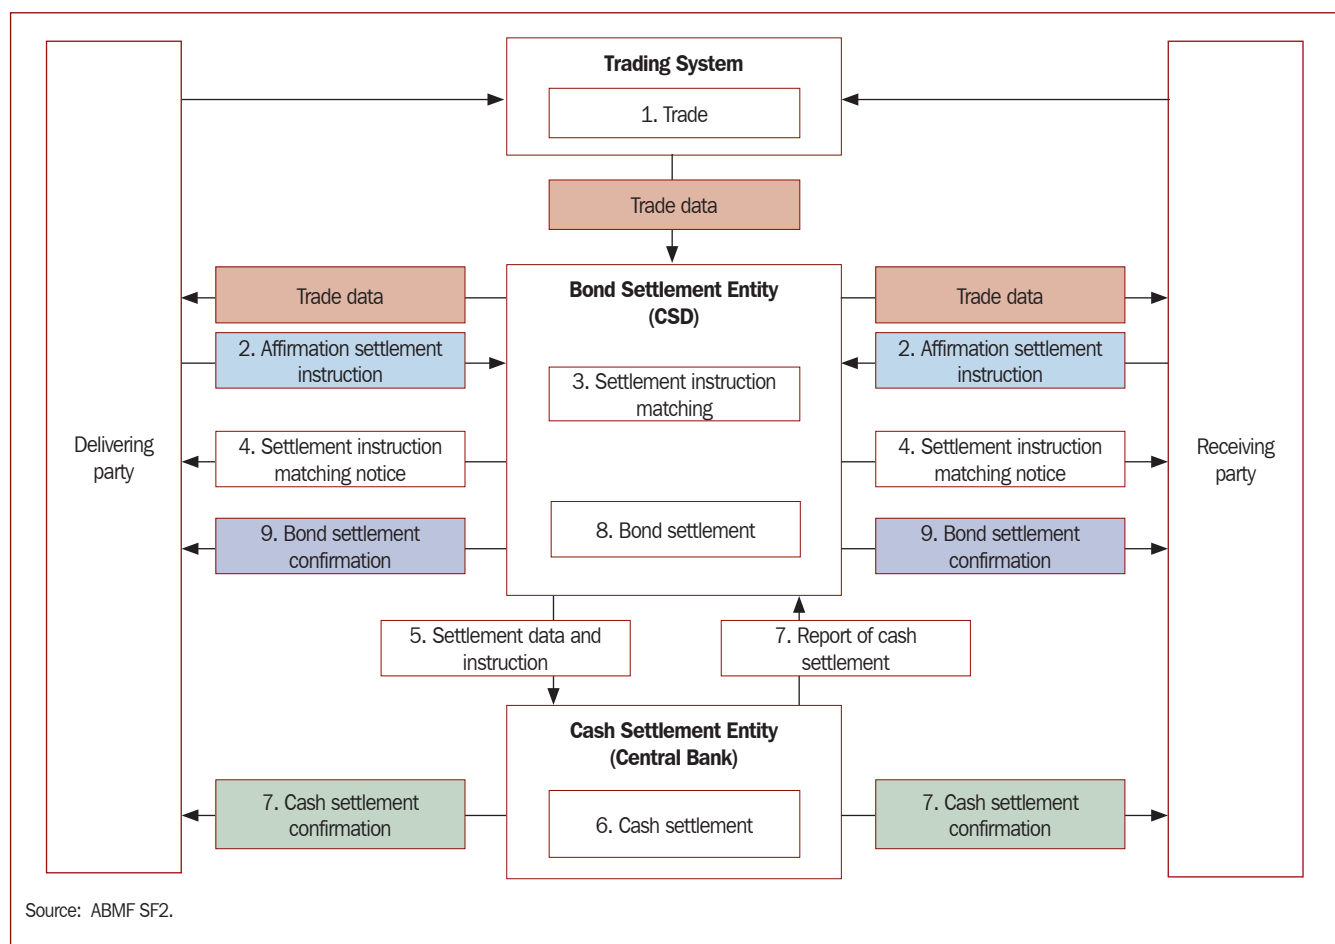 Trading System
1. Trade
Trade data
Trade data
Bond Settlement Entity
(CSD)
Trade data
2. Affirmation settlement
instruction
2. Affirmation settlement
instruction
3. Settlement instruction
matching
Delivering
party
4. Settlement instruction
matching notice
4. Settlement instruction
matching notice
Receiving
party
8. Bond settlement
9. Bond settlement
confirmation
9. Bond settlement
confirmation
5. Settlement data and
instruction
7. Report of cash
settlement
Cash Settlement Entity
(Central Bank)
7. Cash settlement
confirmation
6. Cash settlement
7. Cash settlement
confirmation
Source: ABMF SF2.